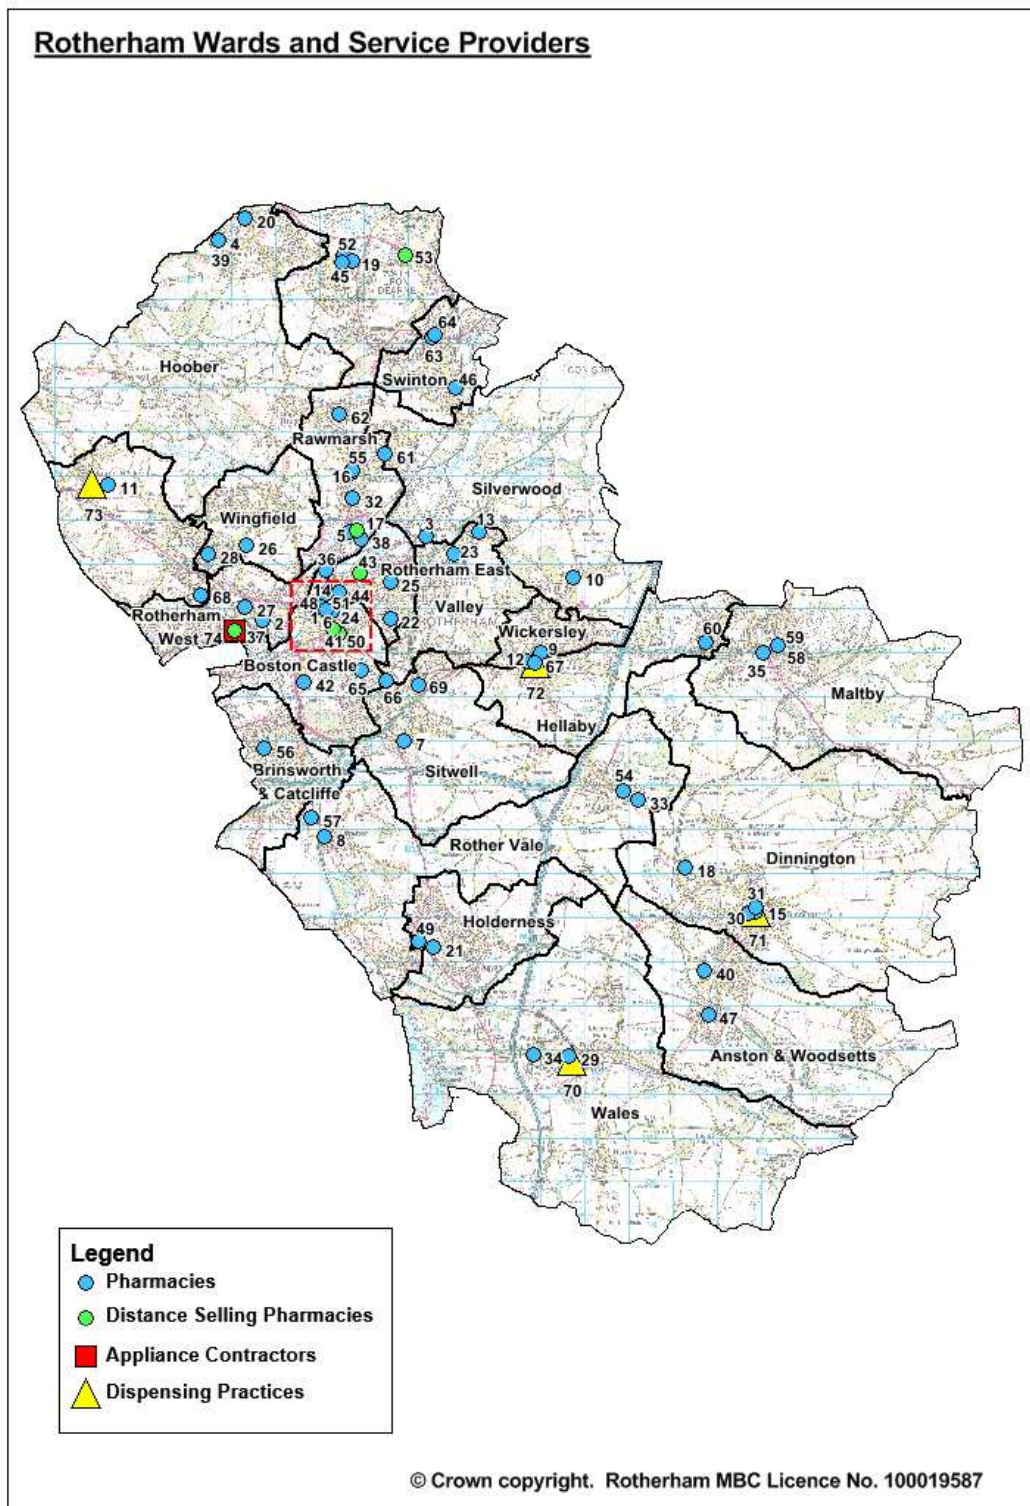 Rotherham Wards and Service Providers
20
4
39
52
45
19
53
64
63
Hoober
Swinton
46
62
Rawmarsh
61
55
16
Silverwood
11
73
32
Wingfield
17
5
38
3
13
28
26
23
36
43
Rotherham East
10
25
14
44
68
48
51
Valley
Rotherham
27
1
24
2
6
22
Wickersley
60
59
West
74
37
41
50
9
58
12
67
35
Boston Castle
65
66
69
72
Maltby
42
Hellaby
7
56
Sitwell
Brinsworth
& Catcliffe
54
33
57
8
Rother Vale
Dinnington
18
31
Holderness
30
15
49
21
71
40
47
34
29
Anston & Woodsetts
70
Wales
Legend
Pharmacies
Distance Selling Pharmacies
Appliance Contractors
Dispensing Practices
© Crown copyright. Rotherham MBC Licence No. 100019587